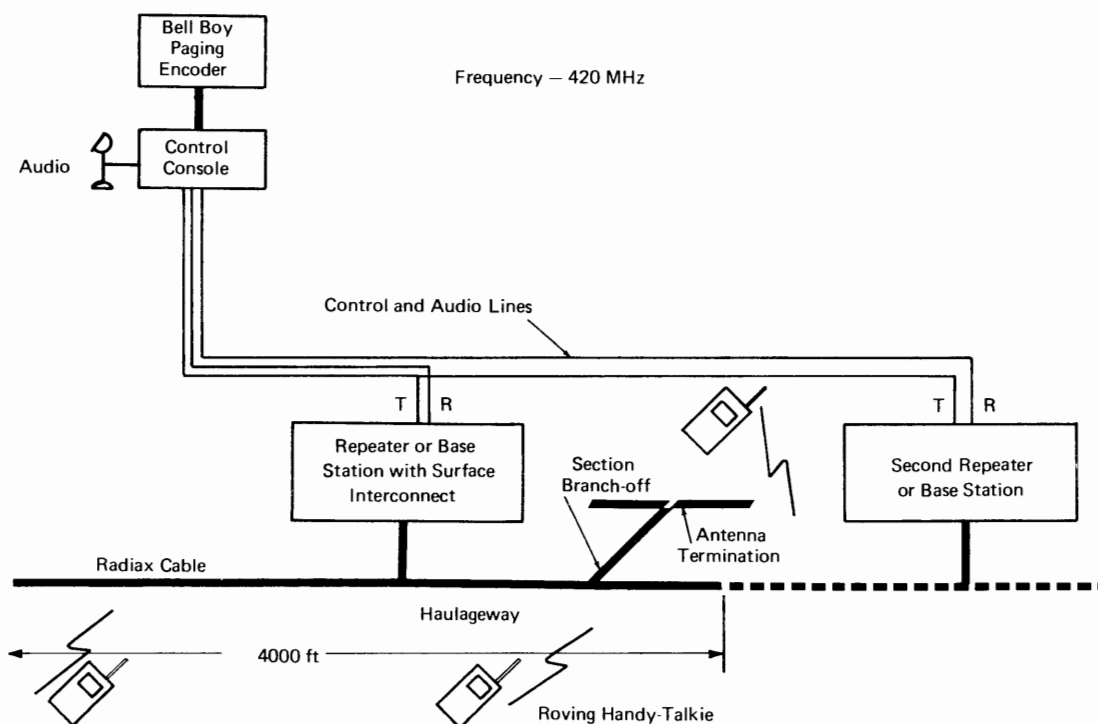 Bell Boy
Paging
Encoder
Frequency – 420 MHz
Audio
Control
Console
Control and Audio Lines
T R
T R
Repeater or Base
Station with Surface
Interconnect
Section
Branch-off
Second Repeater
or Base Station
Antenna
Termination
Radiax Cable
Haulageway
4000 ft
Roving Handy-Talkie